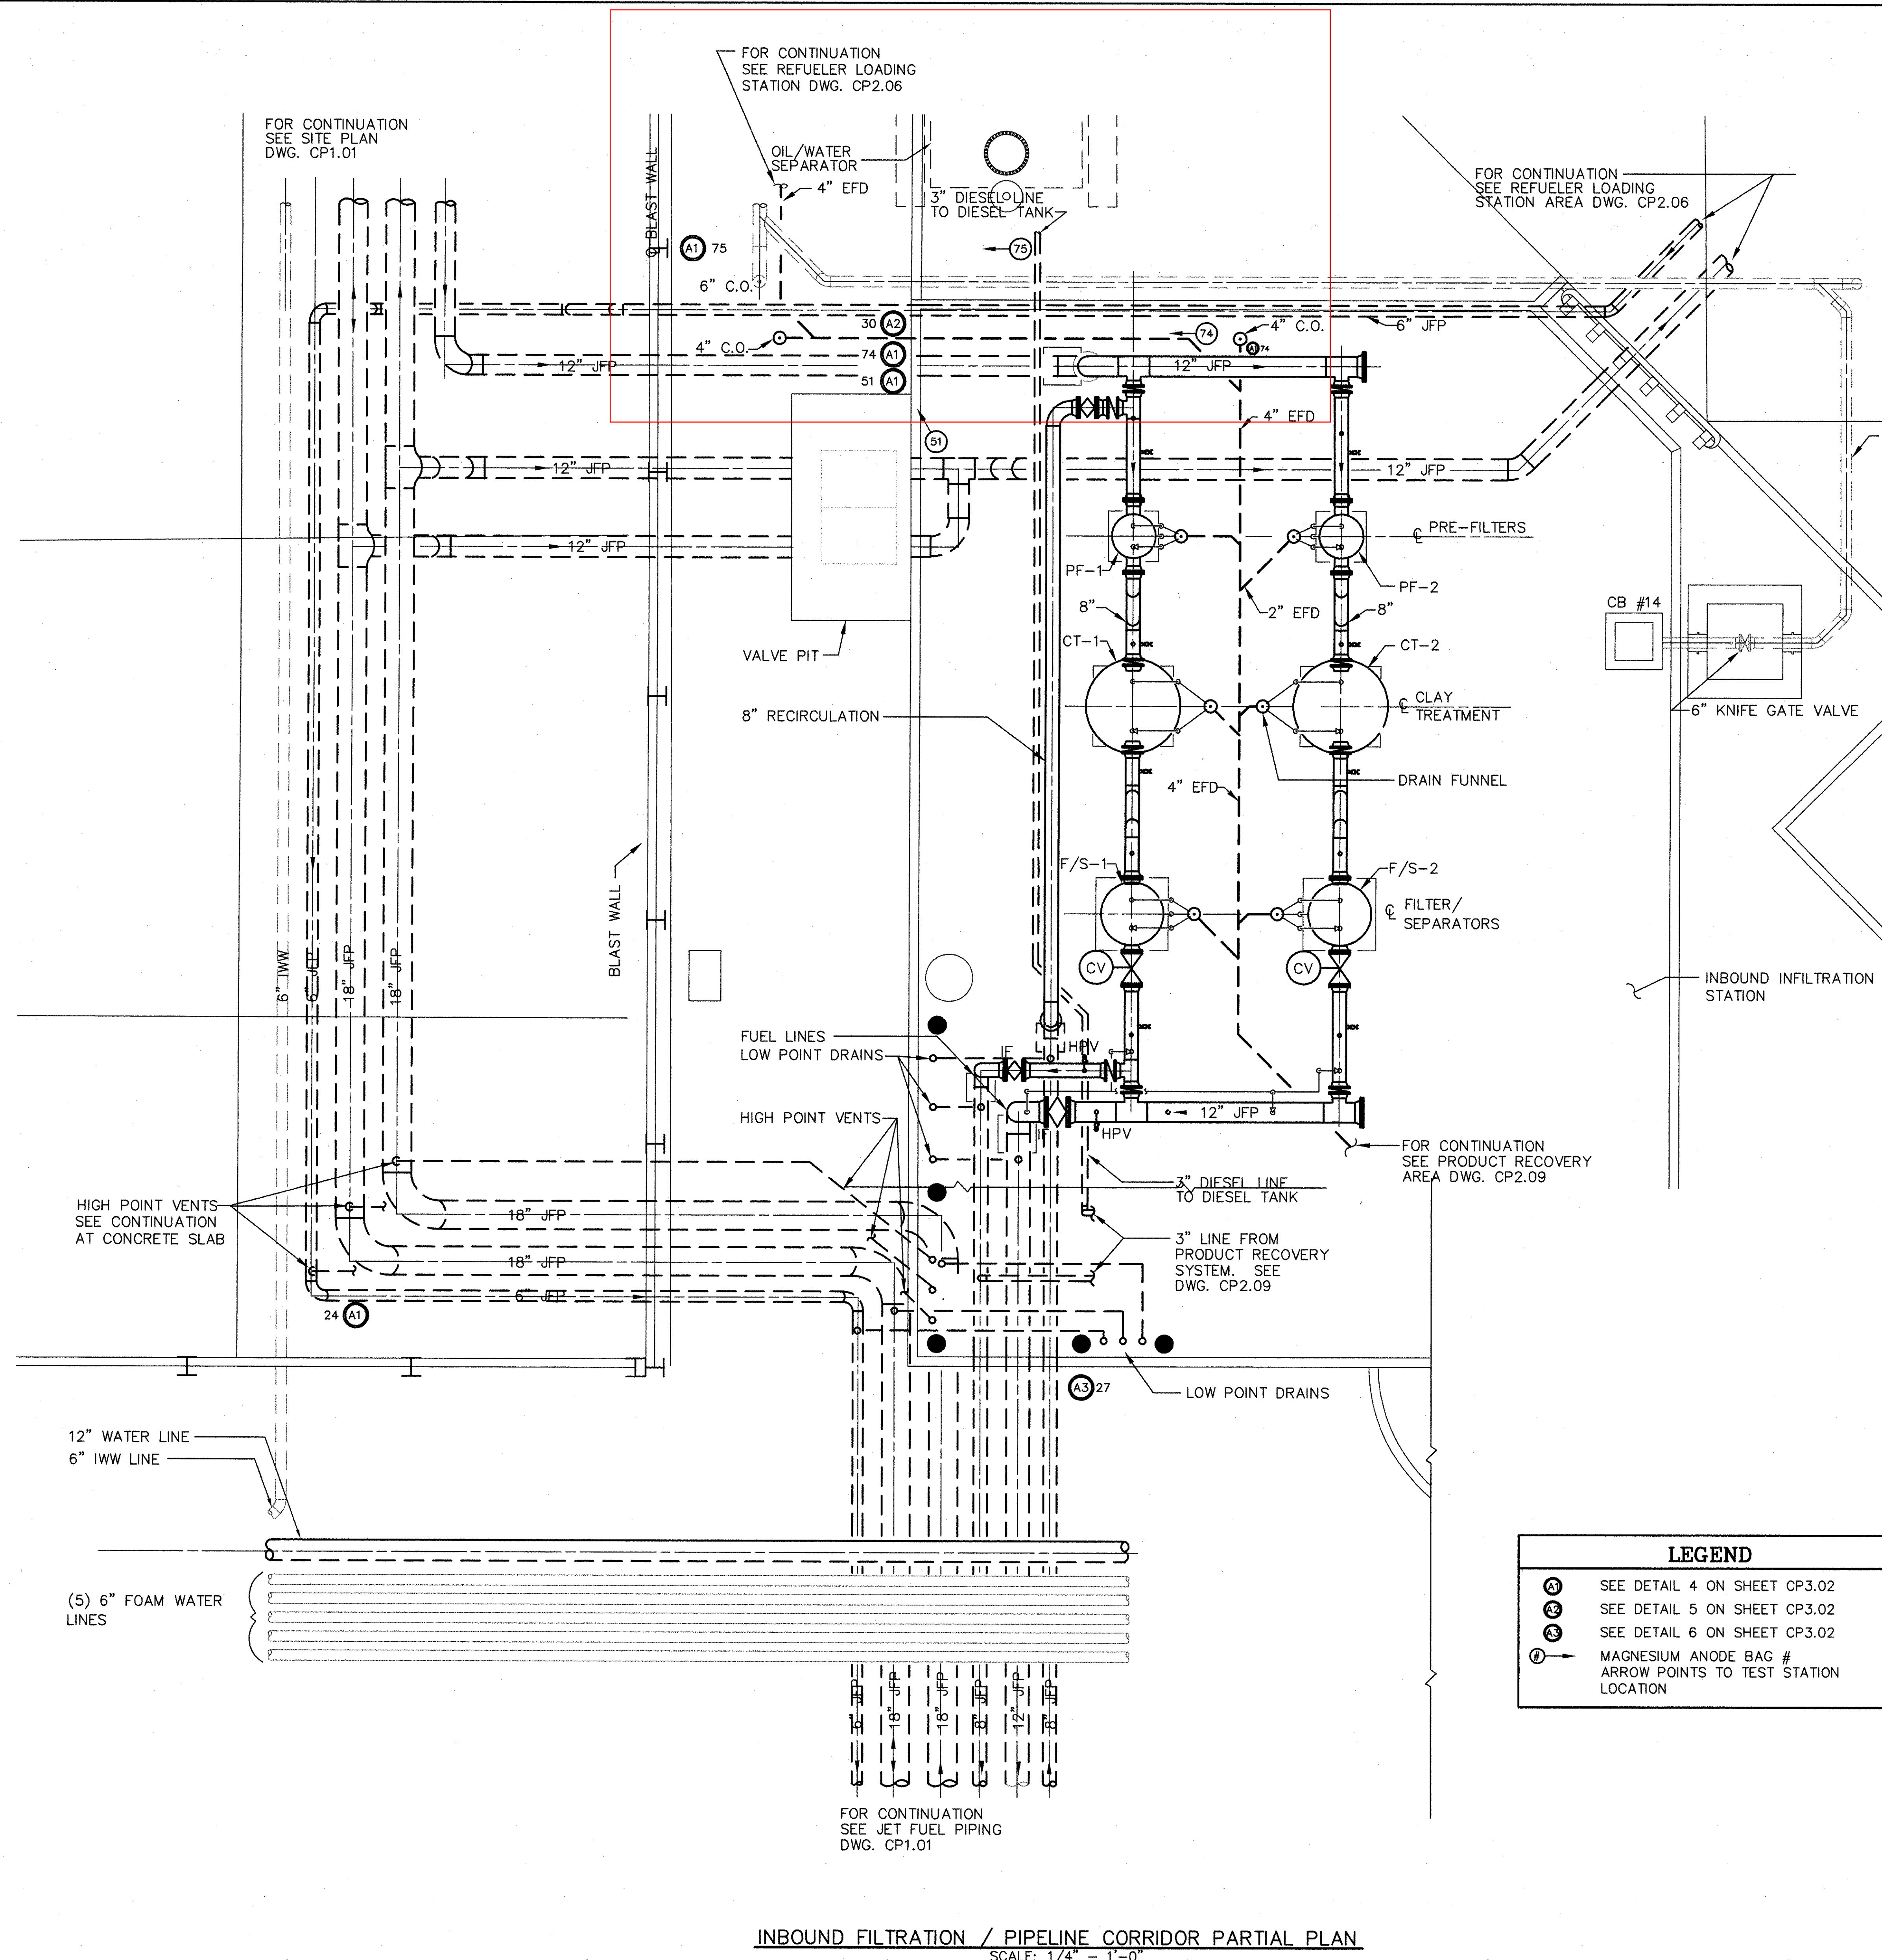 FOR CONTINUATION
SEE REFUELER LOADING
STATION DWG. CP2.06
FOR CONTINUATION
SEE SITE PLAN
DWG. CP1.01
BLAST WALL
OIL/WATER
SEPARATOR
4" EFD
3" DIESEL LINE
TO DIESEL TANK
FOR CONTINUATION
SEE REFUELER LOADING
STATION AREA DWG. CP2.06
A1 75
75
6" C.O.
30 A2
4" C.O.
74 A1
51 A1
74
4" C.O.
A1 74
6" JFP
12" JFP
12" JFP
4" EFD
51
12" JFP
12" JFP
12" JFP
℄ PRE-FILTERS
PF-1
PF-2
8"
2" EFD
8"
CB #14
VALVE PIT
CT-1
CT-2
8" RECIRCULATION
℄ CLAY
TREATMENT
6" KNIFE GATE VALVE
4" EFD
DRAIN FUNNEL
F/S-1
F/S-2
BLAST WALL
℄ FILTER/
SEPARATORS
6" IWW
6" JFP
18" JFP
18" JFP
CV
CV
INBOUND INFILTRATION
STATION
FUEL LINES
LOW POINT DRAINS
IF
HPV
HIGH POINT VENTS
12" JFP
IF
HPV
FOR CONTINUATION
SEE PRODUCT RECOVERY
AREA DWG. CP2.09
3" DIESEL LINE
TO DIESEL TANK
HIGH POINT VENTS
SEE CONTINUATION
AT CONCRETE SLAB
18" JFP
18" JFP
6" JFP
3" LINE FROM
PRODUCT RECOVERY
SYSTEM. SEE
DWG. CP2.09
24 A1
A3 27
LOW POINT DRAINS
12" WATER LINE
6" IWW LINE
(5) 6" FOAM WATER
LINES
6" JFP
18" JFP
18" JFP
8" JFP
12" JFP
8" JFP
FOR CONTINUATION
SEE JET FUEL PIPING
DWG. CP1.01
LEGEND
A1 SEE DETAIL 4 ON SHEET CP3.02
A2 SEE DETAIL 5 ON SHEET CP3.02
A3 SEE DETAIL 6 ON SHEET CP3.02
# MAGNESIUM ANODE BAG #
ARROW POINTS TO TEST STATION
LOCATION
INBOUND FILTRATION / PIPELINE CORRIDOR PARTIAL PLAN
SCALE: 1/4" - 1'-0"